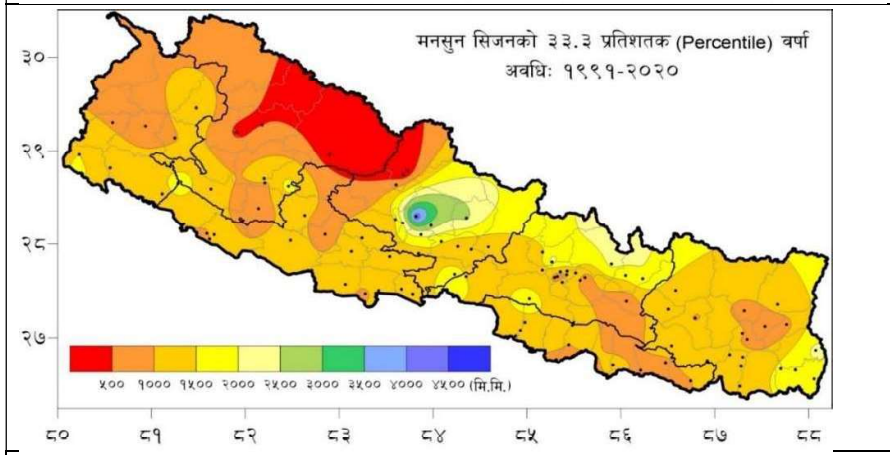 मनसुन सिजनको ३३.३ प्रतिशतक (Percentile) वर्षा
अवधिः १९९१-२०२०
३०
२९
२८
२७
५०० १००० १५०० २००० २५०० ३००० ३५०० ४००० ४५०० (मि.मि.)
८० ८१ ८२ ८३ ८४ ८५ ८६ ८७ ८८